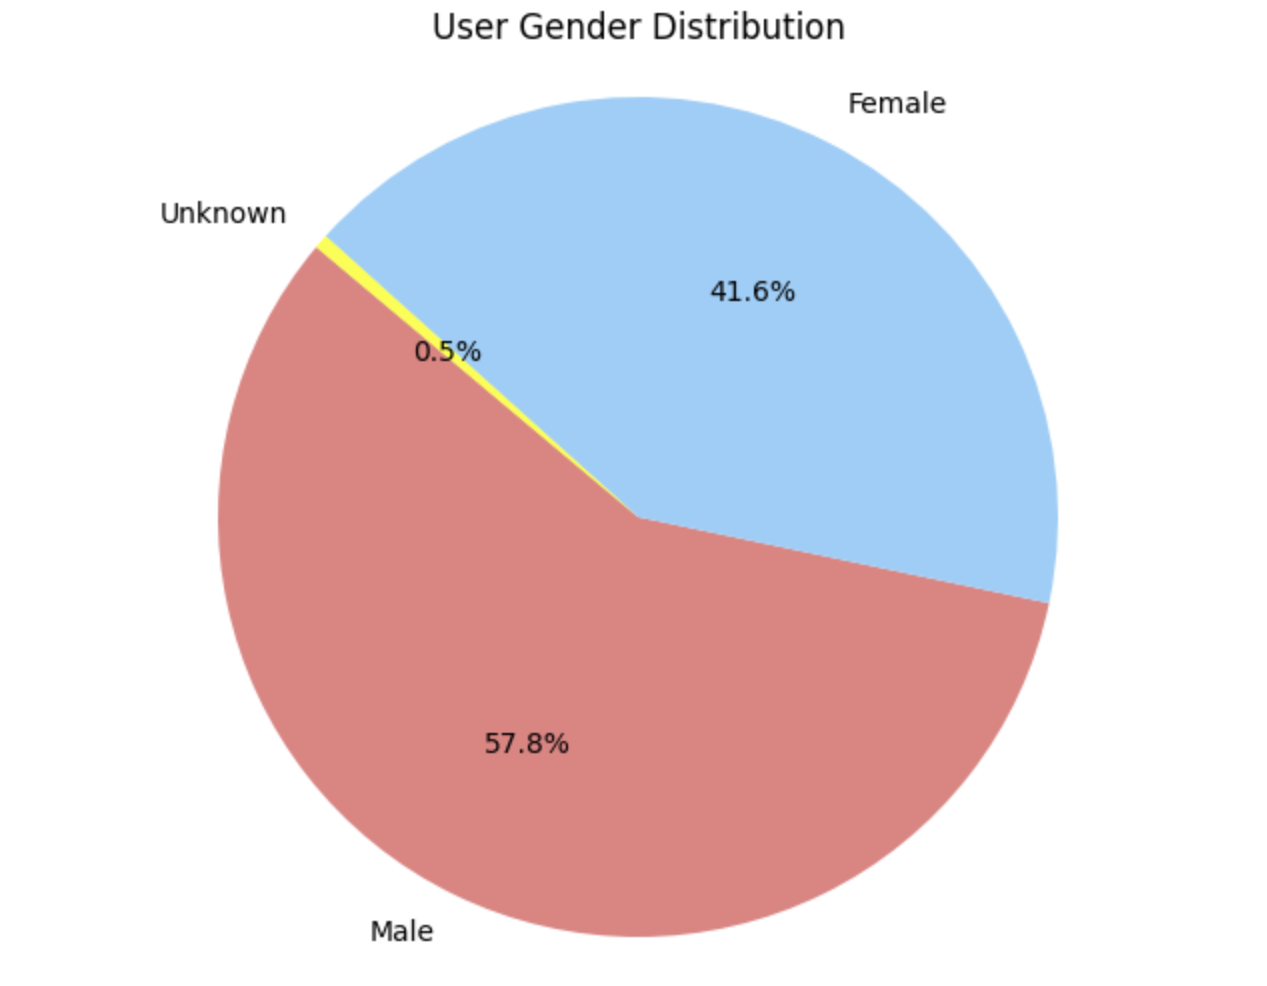 User Gender Distribution
Female
Unknown
41.6%
0.5%
57.8%
Male